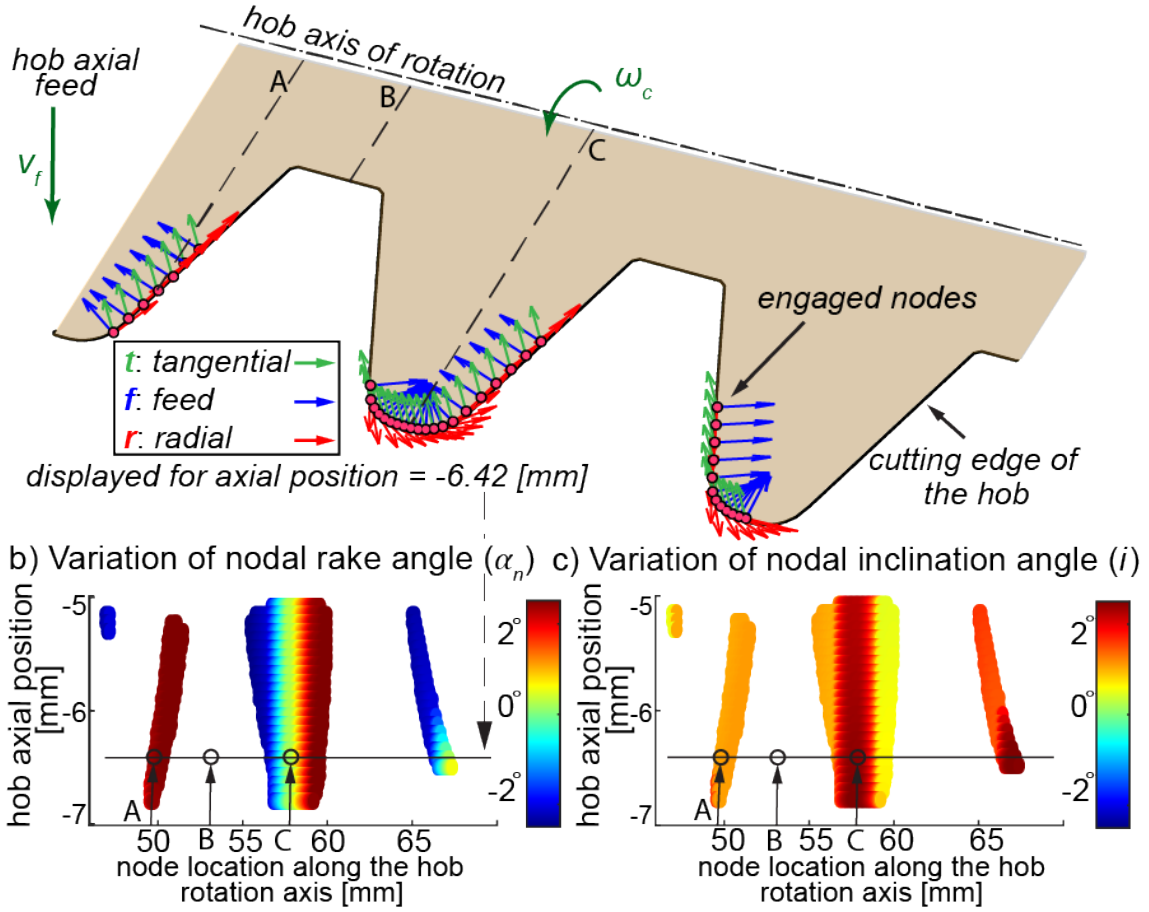 hob axis of rotation
hob axial
feed
v_f
A
B
C
ω_c
engaged nodes
t: tangential
f: feed
r: radial
cutting edge of
the hob
displayed for axial position = -6.42 [mm]
b) Variation of nodal rake angle (α_n)
hob axial position
[mm]
-5
-6
-7
A
B
C
50
55
60
65
node location along the hob
rotation axis [mm]
2°
0°
-2°
c) Variation of nodal inclination angle (i)
hob axial position
[mm]
-5
-6
-7
A
B
C
50
55
60
65
node location along the hob
rotation axis [mm]
2°
0°
-2°